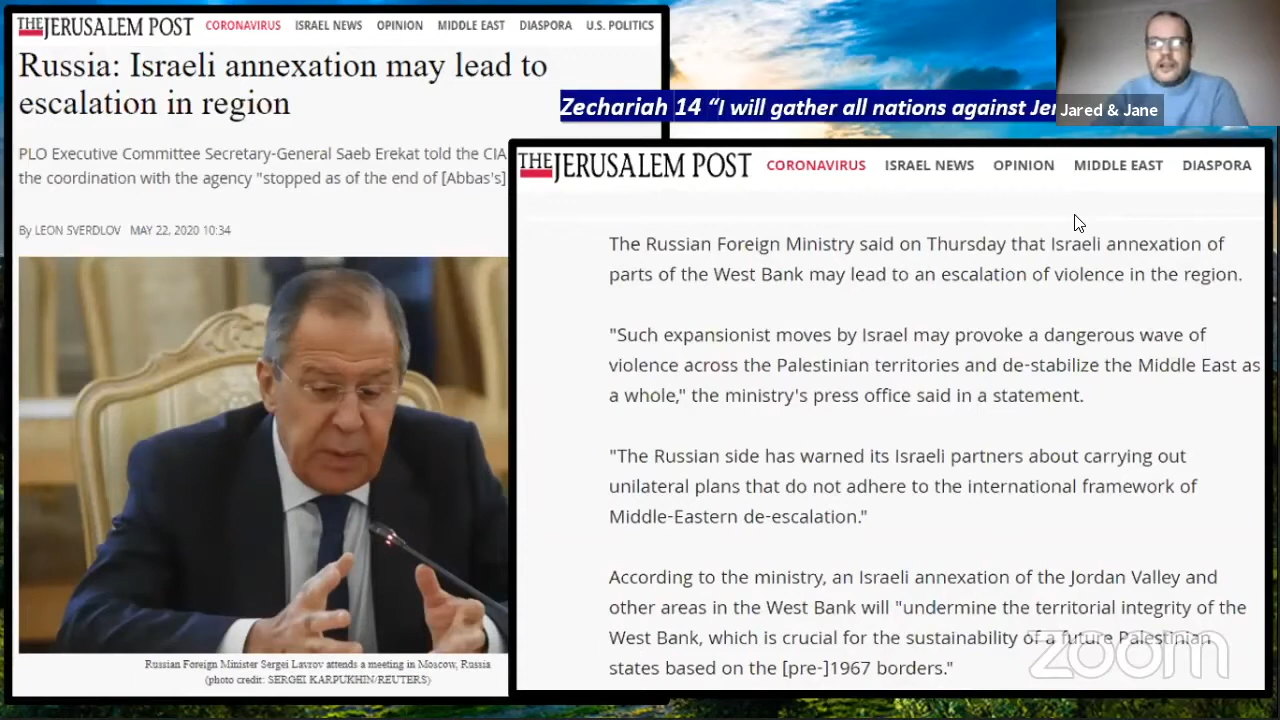 THE JERUSALEM POST CORONAVIRUS ISRAEL NEWS OPINION MIDDLE EAST DIASPORA U.S. POLITICS
Russia: Israeli annexation may lead to
escalation in region
PLO Executive Committee Secretary-General Saeb Erekat told the CIA
the coordination with the agency "stopped as of the end of [Abbas's]
By LEON SVERDLOV MAY 22, 2020 10:34
Russian Foreign Minister Sergei Lavrov attends a meeting in Moscow, Russia
(photo credit: SERGEI KARPUKHIN/REUTERS)
Zechariah 14 “I will gather all nations against
Jared & Jane
THE JERUSALEM POST CORONAVIRUS ISRAEL NEWS OPINION MIDDLE EAST DIASPORA
The Russian Foreign Ministry said on Thursday that Israeli annexation of
parts of the West Bank may lead to an escalation of violence in the region.
"Such expansionist moves by Israel may provoke a dangerous wave of
violence across the Palestinian territories and de-stabilize the Middle East as
a whole," the ministry's press office said in a statement.
"The Russian side has warned its Israeli partners about carrying out
unilateral plans that do not adhere to the international framework of
Middle-Eastern de-escalation."
According to the ministry, an Israeli annexation of the Jordan Valley and
other areas in the West Bank will "undermine the territorial integrity of the
West Bank, which is crucial for the sustainability of a future Palestinian
states based on the [pre-]1967 borders."
zoom